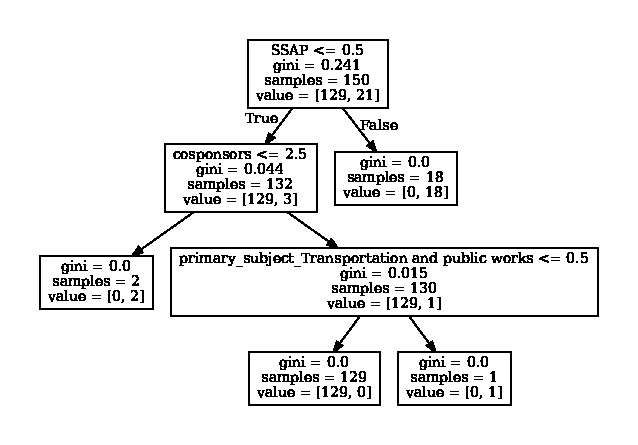 SSAP <= 0.5
gini = 0.241
samples = 150
value = [129, 21]
True
False
cosponsors <= 2.5
gini = 0.044
samples = 132
value = [129, 3]
gini = 0.0
samples = 18
value = [0, 18]
gini = 0.0
samples = 2
value = [0, 2]
primary_subject_Transportation and public works <= 0.5
gini = 0.015
samples = 130
value = [129, 1]
gini = 0.0
samples = 129
value = [129, 0]
gini = 0.0
samples = 1
value = [0, 1]